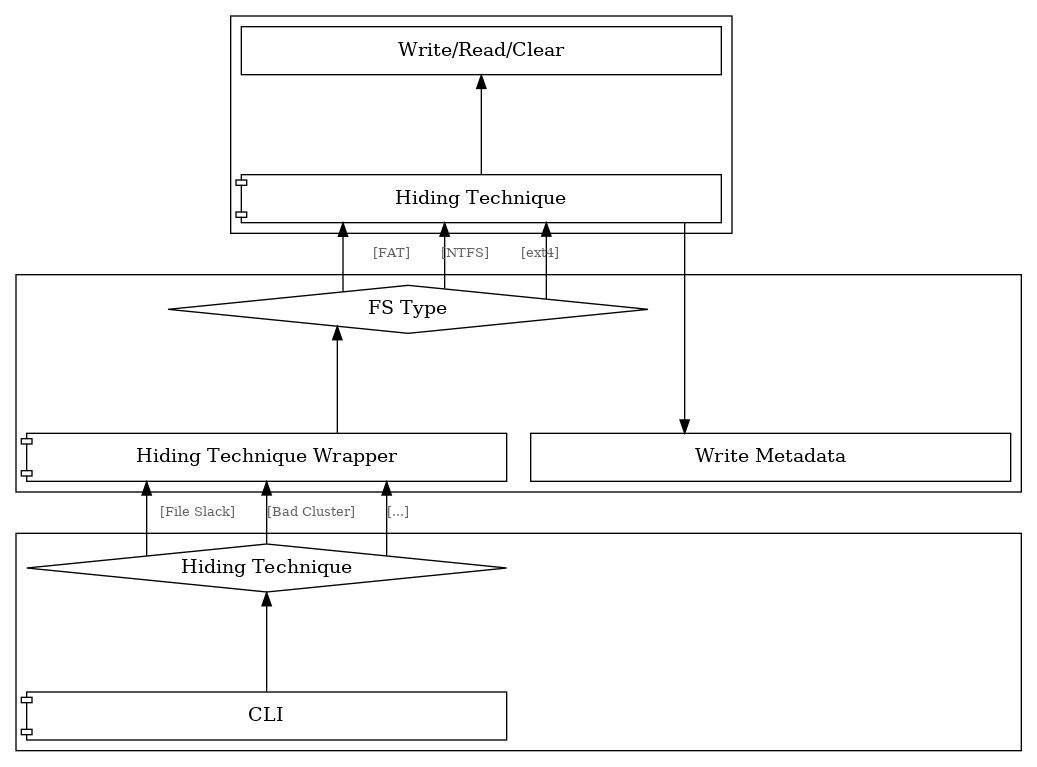 Write/Read/Clear
Hiding Technique
[FAT] [NTFS] [ext4]
FS Type
Hiding Technique Wrapper
Write Metadata
[File Slack] [Bad Cluster] [...]
Hiding Technique
CLI